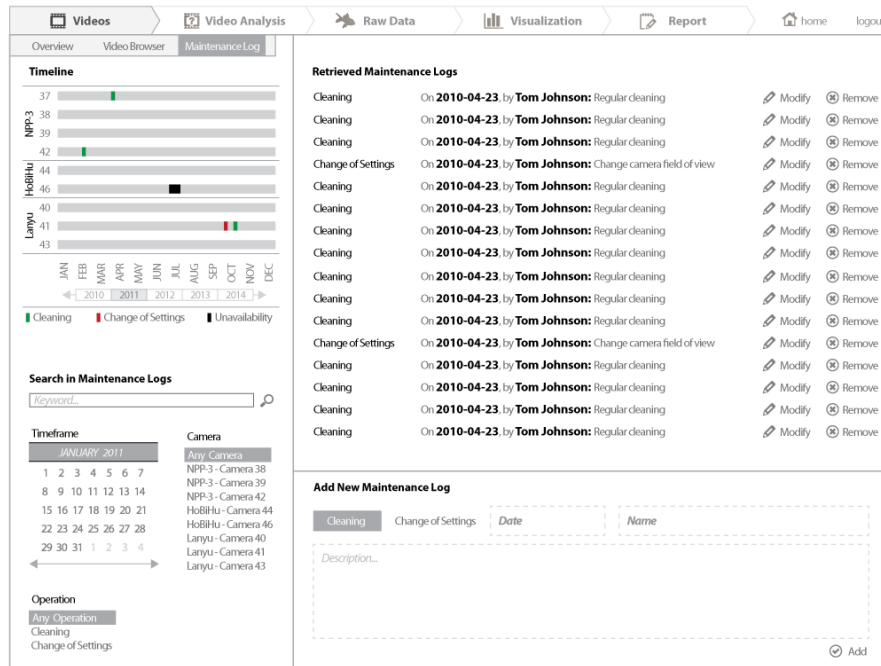 Videos Video Analysis Raw Data Visualization Report home logou
Overview Video Browser Maintenance Log
Timeline
NPP-3
37
38
39
42
HoBiHu
44
46
Lanyu
40
41
43
JAN FEB MAR APR MAY JUN JUL AUG SEP OCT NOV DEC
2010 2011 2012 2013 2014
Cleaning Change of Settings Unavailability
Search in Maintenance Logs
Keyword...
Timeframe
JANUARY 2011
1 2 3 4 5 6 7
8 9 10 11 12 13 14
15 16 17 18 19 20 21
22 23 24 25 26 27 28
29 30 31 1 2 3 4
Camera
Any Camera
NPP-3 - Camera 38
NPP-3 - Camera 39
NPP-3 - Camera 42
HoBiHu - Camera 44
HoBiHu - Camera 46
Lanyu - Camera 40
Lanyu - Camera 41
Lanyu - Camera 43
Operation
Any Operation
Cleaning
Change of Settings
Retrieved Maintenance Logs
Cleaning On 2010-04-23, by Tom Johnson: Regular cleaning Modify Remove
Cleaning On 2010-04-23, by Tom Johnson: Regular cleaning Modify Remove
Cleaning On 2010-04-23, by Tom Johnson: Regular cleaning Modify Remove
Change of Settings On 2010-04-23, by Tom Johnson: Change camera field of view Modify Remove
Cleaning On 2010-04-23, by Tom Johnson: Regular cleaning Modify Remove
Cleaning On 2010-04-23, by Tom Johnson: Regular cleaning Modify Remove
Cleaning On 2010-04-23, by Tom Johnson: Regular cleaning Modify Remove
Cleaning On 2010-04-23, by Tom Johnson: Regular cleaning Modify Remove
Cleaning On 2010-04-23, by Tom Johnson: Regular cleaning Modify Remove
Cleaning On 2010-04-23, by Tom Johnson: Regular cleaning Modify Remove
Cleaning On 2010-04-23, by Tom Johnson: Regular cleaning Modify Remove
Change of Settings On 2010-04-23, by Tom Johnson: Change camera field of view Modify Remove
Cleaning On 2010-04-23, by Tom Johnson: Regular cleaning Modify Remove
Cleaning On 2010-04-23, by Tom Johnson: Regular cleaning Modify Remove
Cleaning On 2010-04-23, by Tom Johnson: Regular cleaning Modify Remove
Cleaning On 2010-04-23, by Tom Johnson: Regular cleaning Modify Remove
Add New Maintenance Log
Cleaning Change of Settings Date Name
Description...
Add